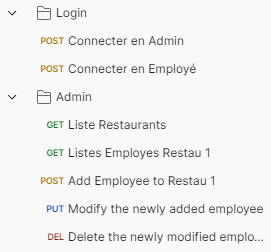 Login
POST Connecter en Admin
POST Connecter en Employé
Admin
GET Liste Restaurants
GET Listes Employes Restau 1
POST Add Employee to Restau 1
PUT Modify the newly added employee
DEL Delete the newly modified emplo...